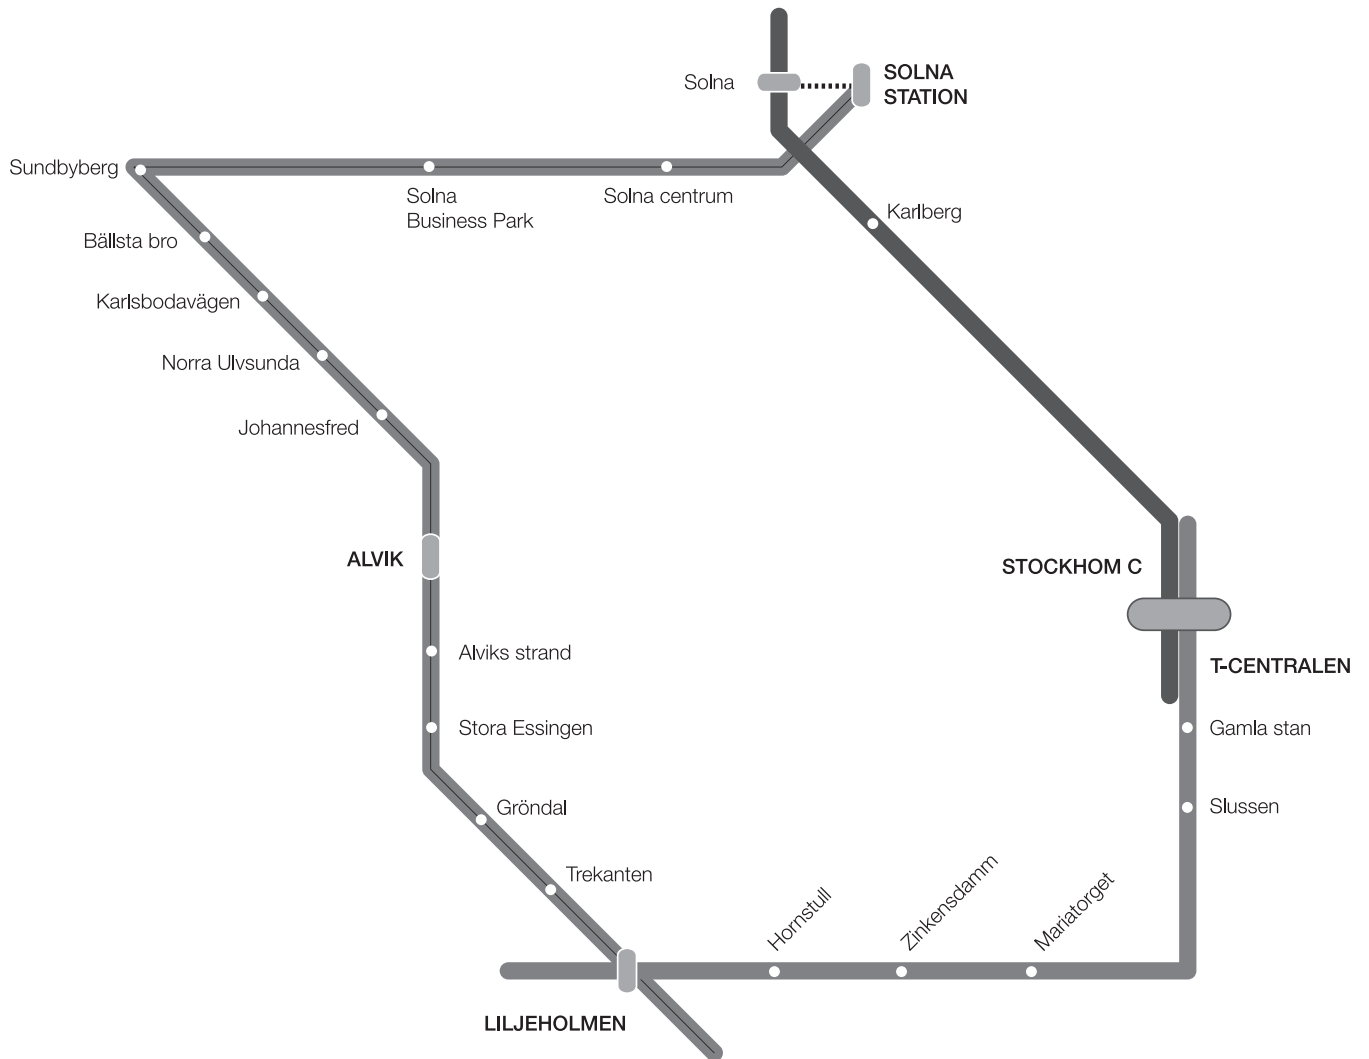 Solna
SOLNA
STATION
Sundbyberg
Solna
Business Park
Solna centrum
Karlberg
Bällsta bro
Karlsbodavägen
Norra Ulvsunda
Johannesfred
ALVIK
STOCKHOM C
Alviks strand
T-CENTRALEN
Stora Essingen
Gamla stan
Gröndal
Slussen
Trekanten
Hornstull
Zinkensdamm
Mariatorget
LILJEHOLMEN